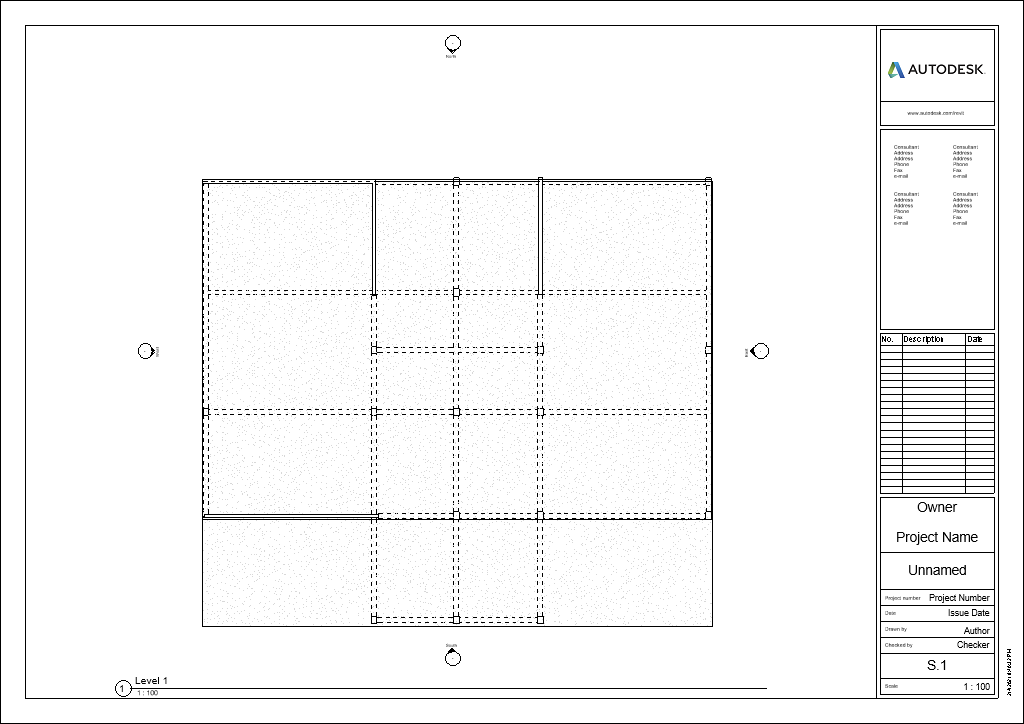 North
AUTODESK.
www.autodesk.com/revit
Consultant Consultant
Address Address
Address Address
Phone Phone
Fax Fax
e-mail e-mail
Consultant Consultant
Address Address
Address Address
Phone Phone
Fax Fax
e-mail e-mail
No. Description Date
Owner
Project Name
Unnamed
Project number Project Number
Date Issue Date
Drawn by Author
Checked by Checker
S.1
Scale 1 : 100
South
1 Level 1
1 : 100